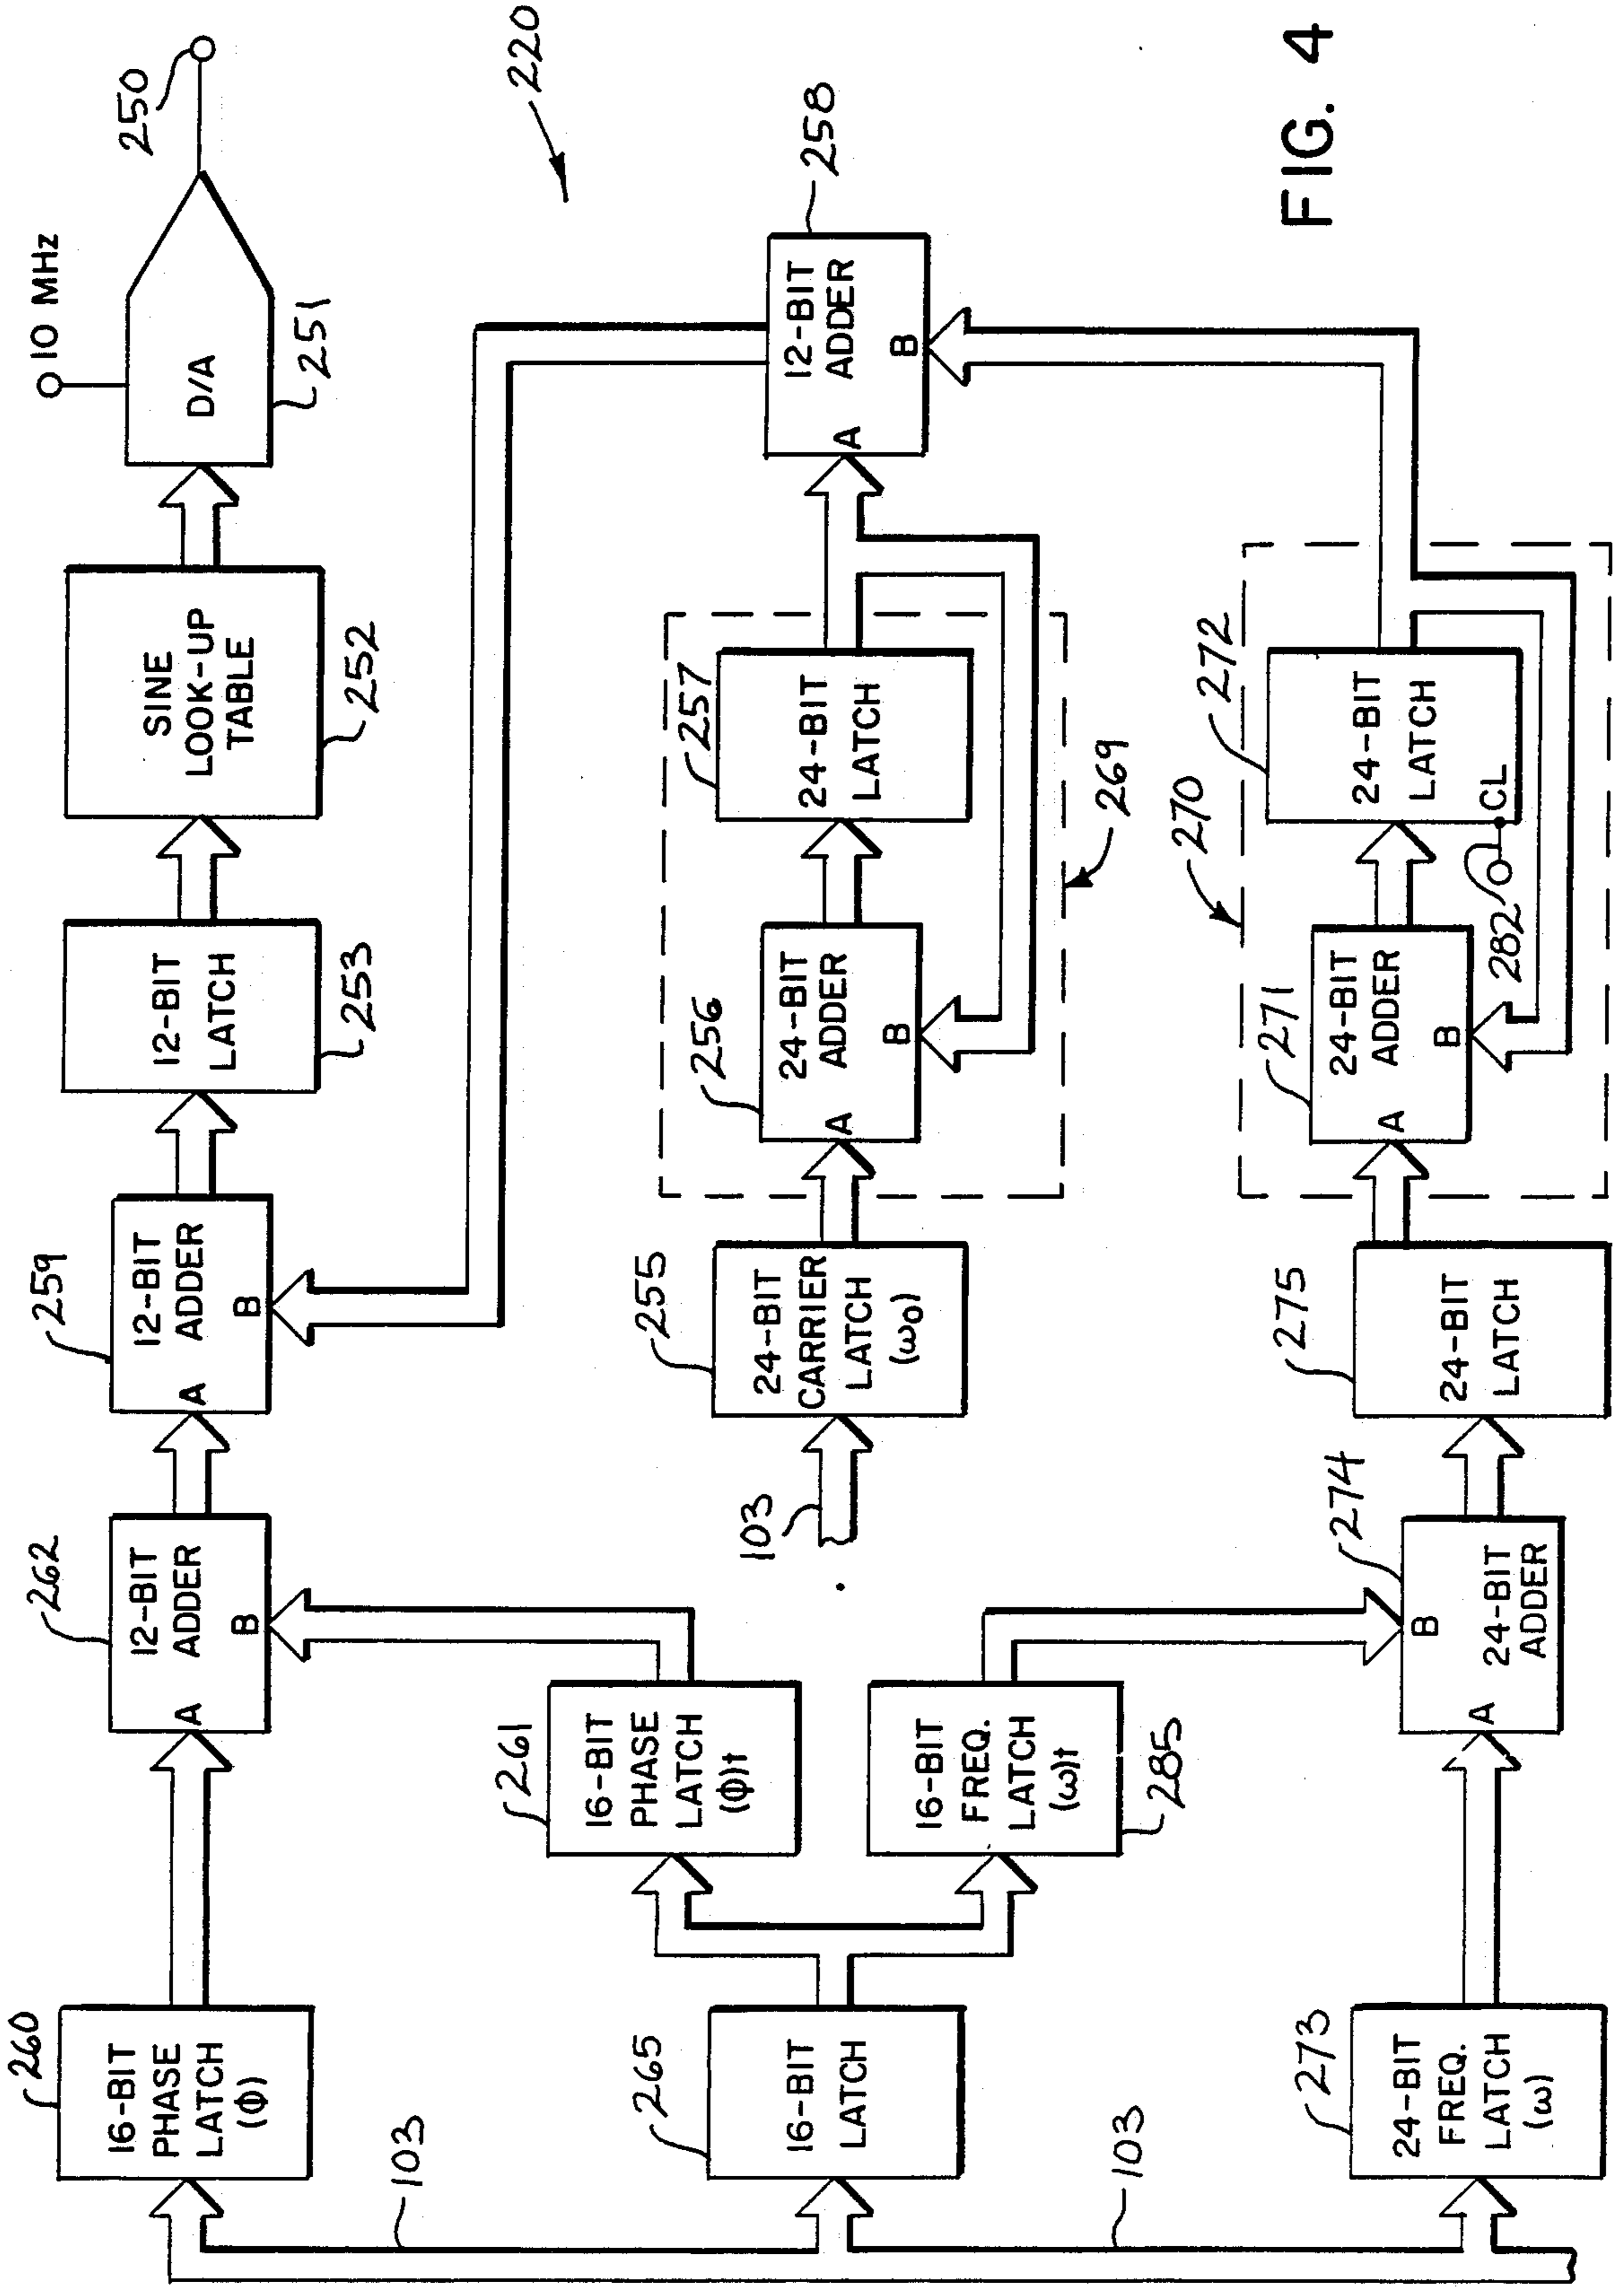 260
16-BIT
PHASE
LATCH
(ϕ)
262
12-BIT
ADDER
A
B
259
12-BIT
ADDER
A
B
12-BIT
LATCH
253
SINE
LOOK-UP
TABLE
252
10 MHz
D/A
251
250
220
103
16-BIT
PHASE
LATCH
(ϕ)t
261
265
16-BIT
LATCH
16-BIT
FREQ.
LATCH
(ω)t
285
103
255
24-BIT
CARRIER
LATCH
(ω0)
256
24-BIT
ADDER
A
B
257
24-BIT
LATCH
269
12-BIT
ADDER
A
B
258
103
273
24-BIT
FREQ.
LATCH
(ω)
274
24-BIT
ADDER
A
B
275
24-BIT
LATCH
270
271
24-BIT
ADDER
A
B
272
24-BIT
LATCH
CL
282
FIG. 4